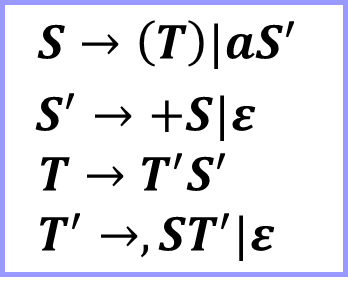 S → (T)|aS′
S′ → +S|ε
T → T′S′
T′ →, ST′|ε